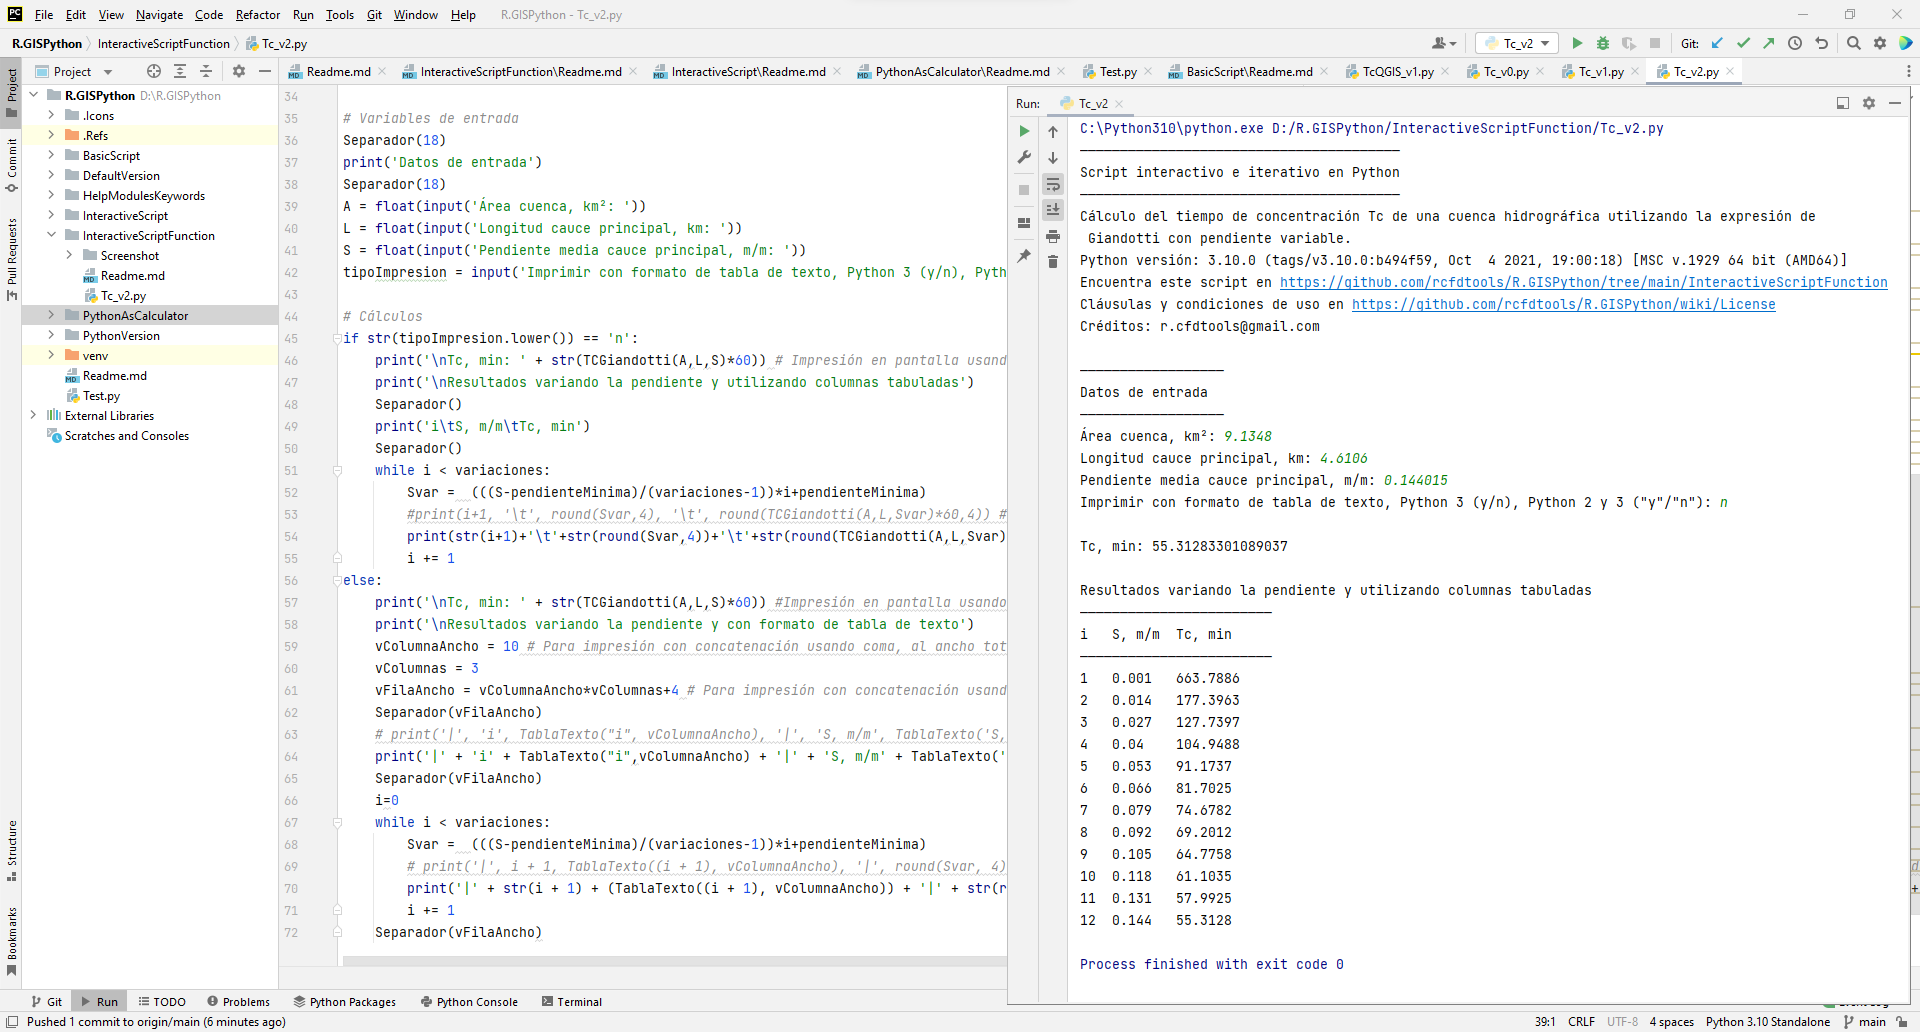 File Edit View Navigate Code Refactor Run Tools Git Window Help R.GISPython - Tc_v2.py
R.GISPython InteractiveScriptFunction Tc_v2.py
Tc_v2 Git:
Project
Readme.md InteractiveScriptFunction\Readme.md InteractiveScript\Readme.md PythonAsCalculator\Readme.md Test.py BasicScript\Readme.md TcQGIS_v1.py Tc_v0.py Tc_v1.py Tc_v2.py
Project
Commit
Pull Requests
Structure
Bookmarks
R.GISPython D:\R.GISPython
.Icons
.Refs
BasicScript
DefaultVersion
HelpModulesKeywords
InteractiveScript
InteractiveScriptFunction
Screenshot
Readme.md
Tc_v2.py
PythonAsCalculator
PythonVersion
venv
Readme.md
Test.py
External Libraries
Scratches and Consoles
34
35 # Variables de entrada
36 Separador(18)
37 print('Datos de entrada')
38 Separador(18)
39 A = float(input('Área cuenca, km²: '))
40 L = float(input('Longitud cauce principal, km: '))
41 S = float(input('Pendiente media cauce principal, m/m: '))
42 tipoImpresion = input('Imprimir con formato de tabla de texto, Python 3 (y/n), Pyth
43
44 # Cálculos
45 if str(tipoImpresion.lower()) == 'n':
46 print('\nTc, min: ' + str(TCGiandotti(A,L,S)*60)) # Impresión en pantalla usand
47 print('\nResultados variando la pendiente y utilizando columnas tabuladas')
48 Separador()
49 print('i\tS, m/m\tTc, min')
50 Separador()
51 while i < variaciones:
52 Svar = (((S-pendienteMinima)/(variaciones-1))*i+pendienteMinima)
53 #print(i+1, '\t', round(Svar,4), '\t', round(TCGiandotti(A,L,Svar)*60,4)) #
54 print(str(i+1)+'\t'+str(round(Svar,4))+'\t'+str(round(TCGiandotti(A,L,Svar)
55 i += 1
56 else:
57 print('\nTc, min: ' + str(TCGiandotti(A,L,S)*60)) #Impresión en pantalla usando
58 print('\nResultados variando la pendiente y con formato de tabla de texto')
59 vColumnaAncho = 10 # Para impresión con concatenación usando coma, al ancho tot
60 vColumnas = 3
61 vFilaAncho = vColumnaAncho*vColumnas+4 # Para impresión con concatenación usand
62 Separador(vFilaAncho)
63 # print('|', 'i', TablaTexto("i", vColumnaAncho), '|', 'S, m/m', TablaTexto('S,
64 print('|' + 'i' + TablaTexto("i",vColumnaAncho) + '|' + 'S, m/m' + TablaTexto('
65 Separador(vFilaAncho)
66 i=0
67 while i < variaciones:
68 Svar = (((S-pendienteMinima)/(variaciones-1))*i+pendienteMinima)
69 # print('|', i + 1, TablaTexto((i + 1), vColumnaAncho), '|', round(Svar, 4)
70 print('|' + str(i + 1) + (TablaTexto((i + 1), vColumnaAncho)) + '|' + str(r
71 i += 1
72 Separador(vFilaAncho)
Run: Tc_v2
C:\Python310\python.exe D:/R.GISPython/InteractiveScriptFunction/Tc_v2.py
________________________________________
Script interactivo e iterativo en Python
________________________________________
Cálculo del tiempo de concentración Tc de una cuenca hidrográfica utilizando la expresión de
Giandotti con pendiente variable.
Python versión: 3.10.0 (tags/v3.10.0:b494f59, Oct  4 2021, 19:00:18) [MSC v.1929 64 bit (AMD64)]
Encuentra este script en https://github.com/rcfdtools/R.GISPython/tree/main/InteractiveScriptFunction
Cláusulas y condiciones de uso en https://github.com/rcfdtools/R.GISPython/wiki/License
Créditos: r.cfdtools@gmail.com
__________________
Datos de entrada
__________________
Área cuenca, km²: 9.1348
Longitud cauce principal, km: 4.6106
Pendiente media cauce principal, m/m: 0.144015
Imprimir con formato de tabla de texto, Python 3 (y/n), Python 2 y 3 ("y"/"n"): n
Tc, min: 55.31283301089037
Resultados variando la pendiente y utilizando columnas tabuladas
________________________
i S, m/m Tc, min
________________________
1 0.001 663.7886
2 0.014 177.3963
3 0.027 127.7397
4 0.04 104.9488
5 0.053 91.1737
6 0.066 81.7025
7 0.079 74.6782
8 0.092 69.2012
9 0.105 64.7758
10 0.118 61.1035
11 0.131 57.9925
12 0.144 55.3128
Process finished with exit code 0
Git Run TODO Problems Python Packages Python Console Terminal
Pushed 1 commit to origin/main (6 minutes ago) 39:1 CRLF UTF-8 4 spaces Python 3.10 Standalone main